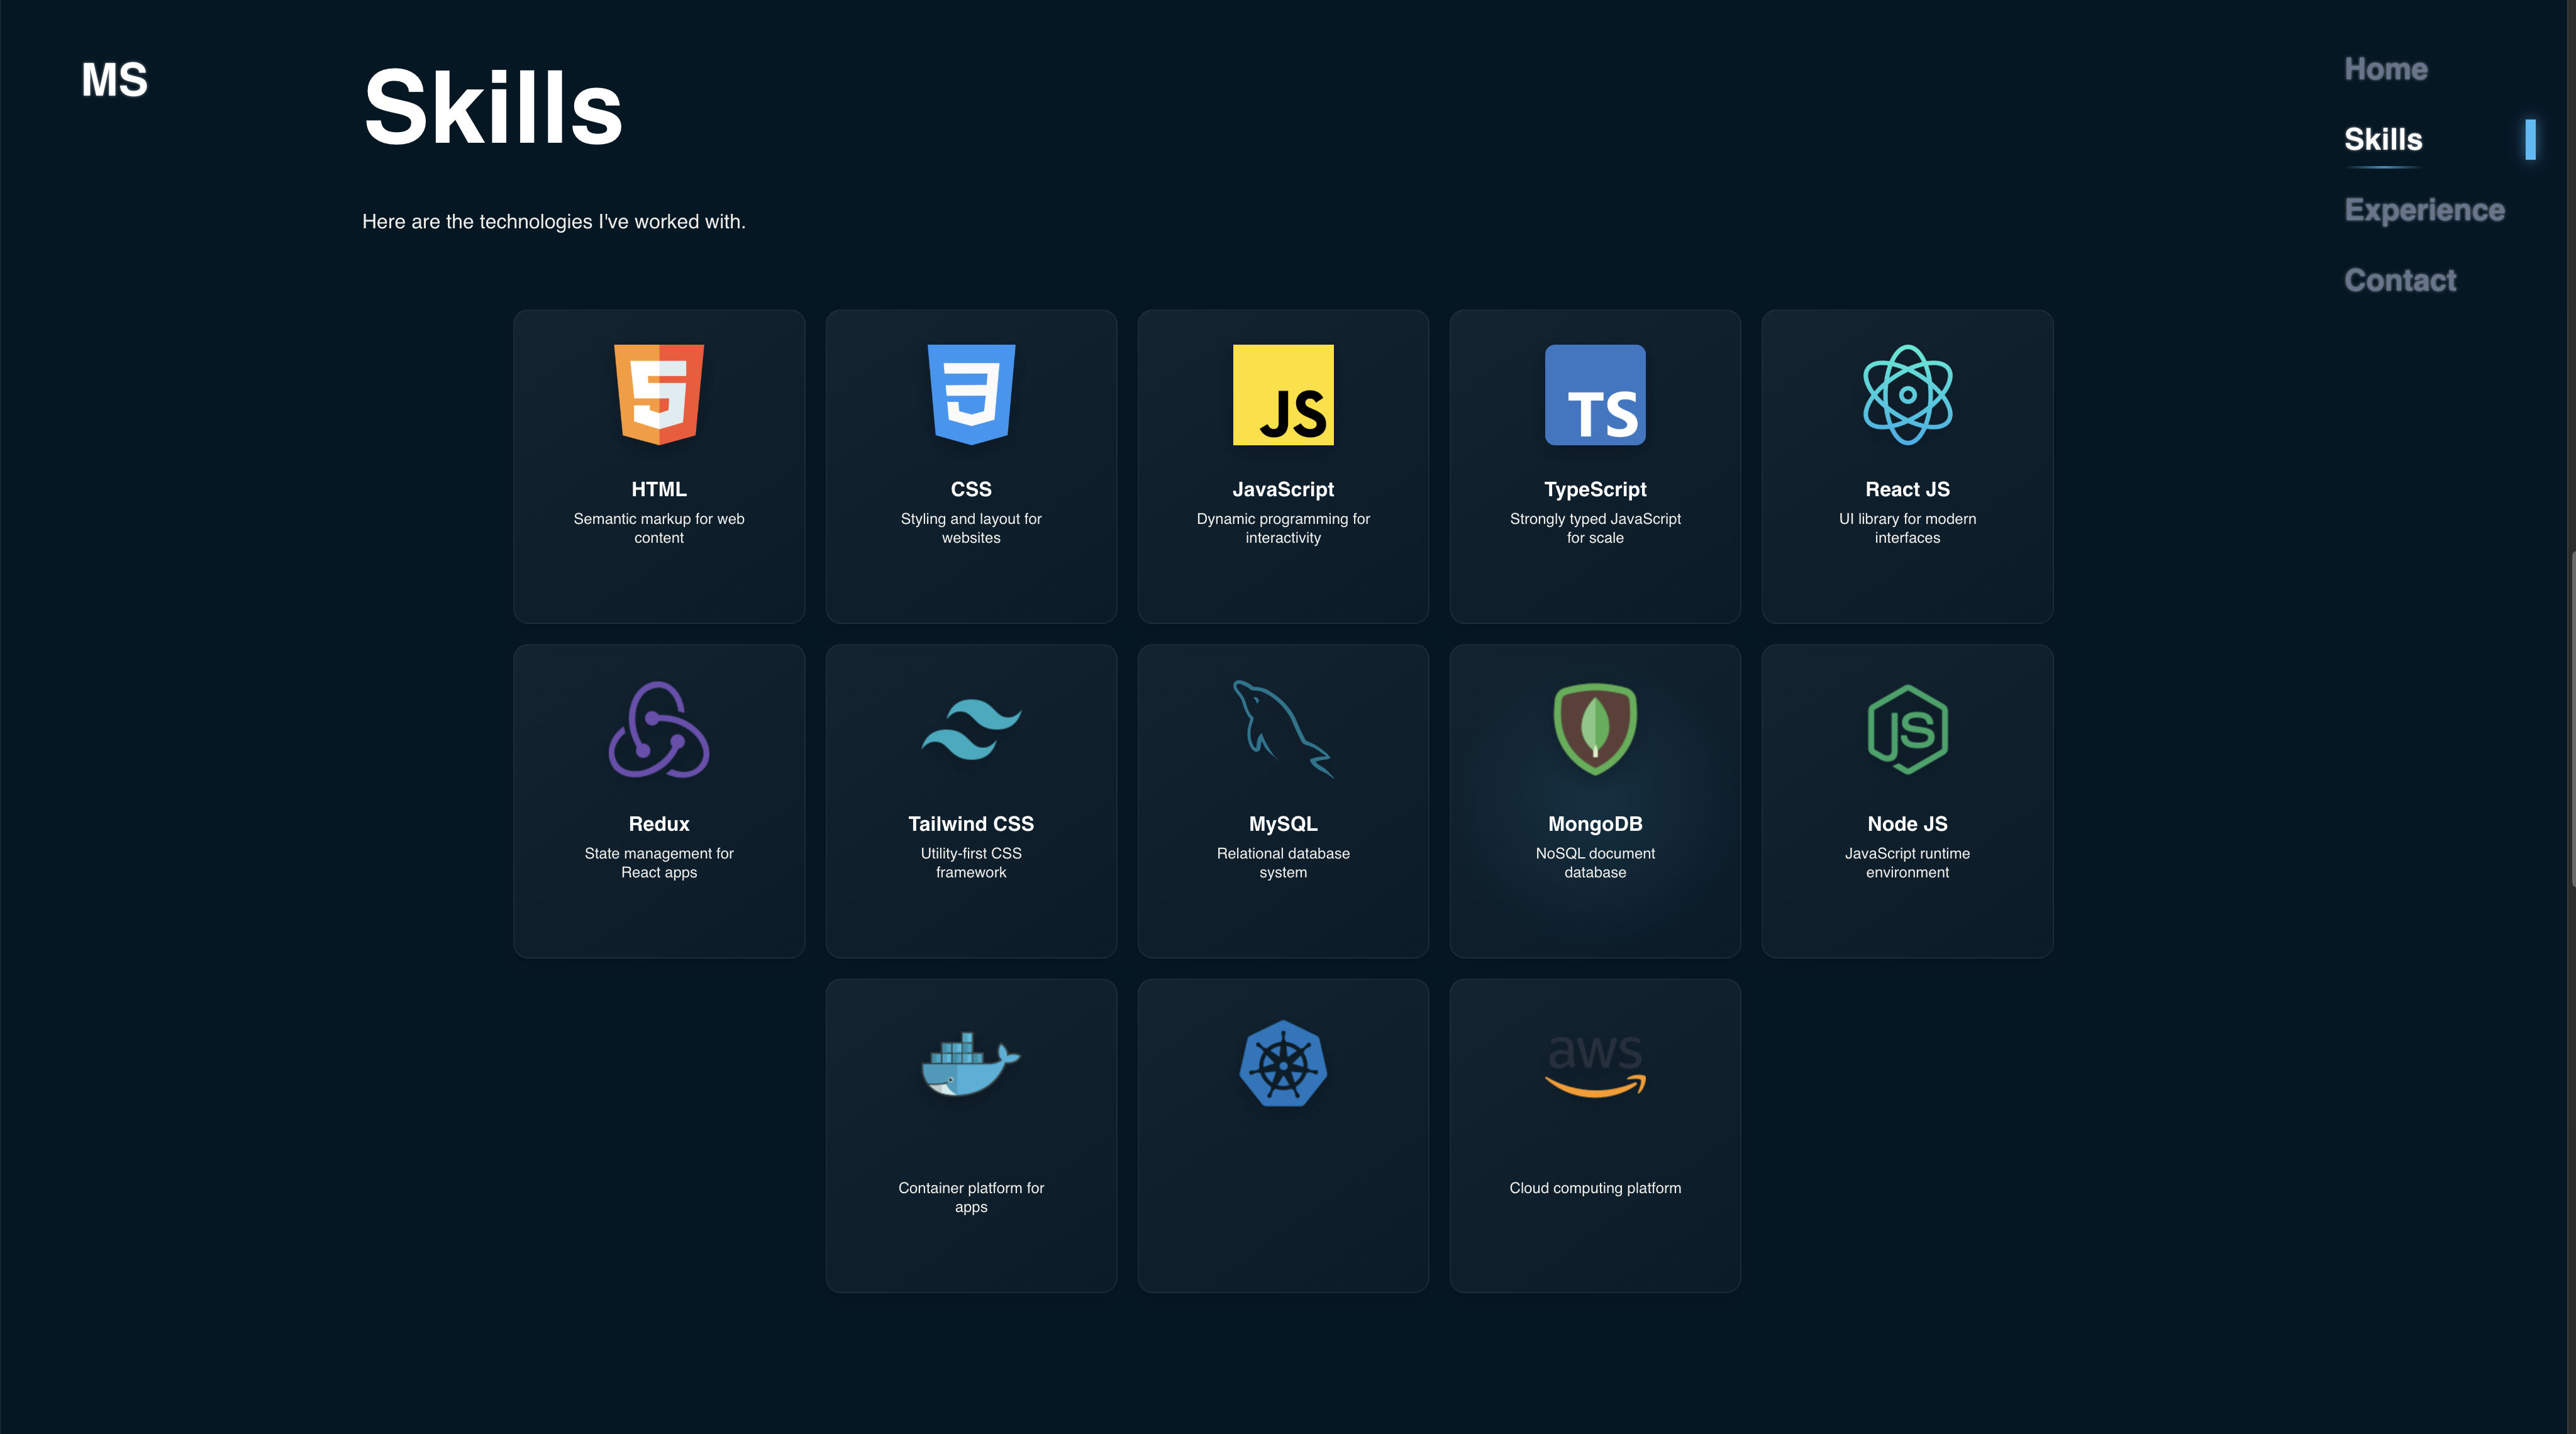 MS
Skills
Home
Skills
Experience
Contact
Here are the technologies I've worked with.
HTML
Semantic markup for web
content
CSS
Styling and layout for
websites
JS
JavaScript
Dynamic programming for
interactivity
TS
TypeScript
Strongly typed JavaScript
for scale
React JS
UI library for modern
interfaces
Redux
State management for
React apps
Tailwind CSS
Utility-first CSS
framework
MySQL
Relational database
system
MongoDB
NoSQL document
database
JS
Node JS
JavaScript runtime
environment
Container platform for
apps
aws
Cloud computing platform